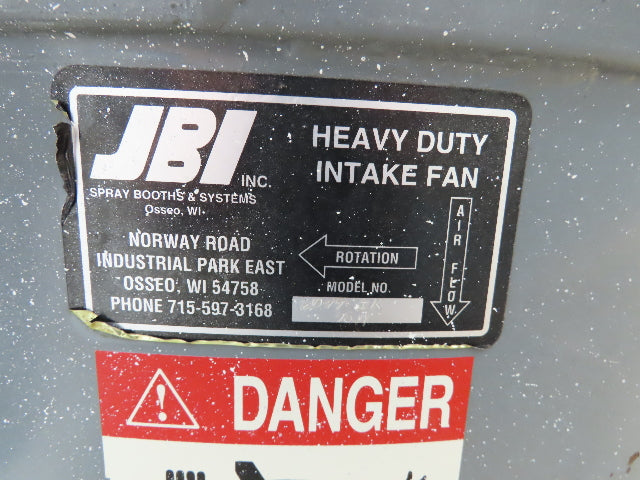 JBI INC.
SPRAY BOOTHS & SYSTEMS
OSSEO, WI.
NORWAY ROAD
INDUSTRIAL PARK EAST
OSSEO, WI 54758
PHONE 715-597-3168
HEAVY DUTY
INTAKE FAN
ROTATION
MODEL NO.
AIR FLOW
DANGER